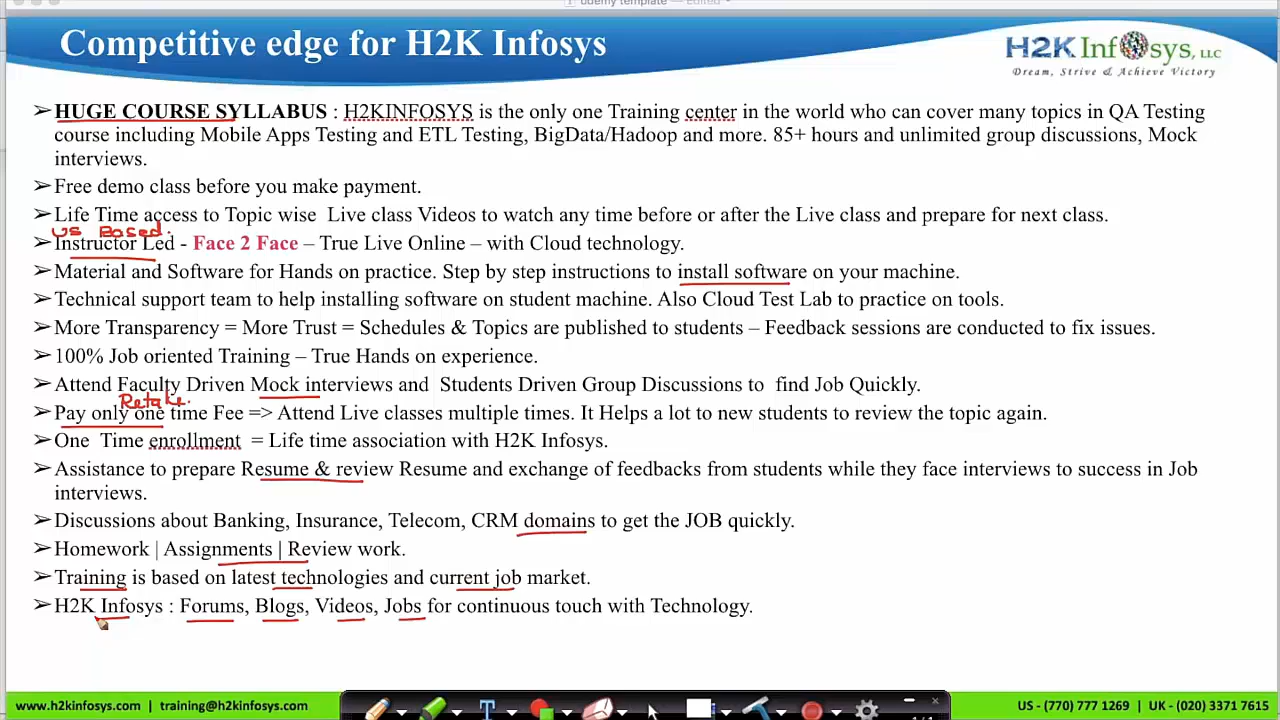 udemy template — Edited
Competitive edge for H2K Infosys
H2K Infosys, LLC
Dream, Strive & Achieve Victory
➢HUGE COURSE SYLLABUS : H2KINFOSYS is the only one Training center in the world who can cover many topics in QA Testing
course including Mobile Apps Testing and ETL Testing, BigData/Hadoop and more. 85+ hours and unlimited group discussions, Mock
interviews.
➢Free demo class before you make payment.
➢Life Time access to Topic wise Live class Videos to watch any time before or after the Live class and prepare for next class.
US Based.
➢Instructor Led - Face 2 Face – True Live Online – with Cloud technology.
➢Material and Software for Hands on practice. Step by step instructions to install software on your machine.
➢Technical support team to help installing software on student machine. Also Cloud Test Lab to practice on tools.
➢More Transparency = More Trust = Schedules & Topics are published to students – Feedback sessions are conducted to fix issues.
➢100% Job oriented Training – True Hands on experience.
➢Attend Faculty Driven Mock interviews and Students Driven Group Discussions to find Job Quickly.
Retake.
➢Pay only one time Fee => Attend Live classes multiple times. It Helps a lot to new students to review the topic again.
➢One Time enrollment = Life time association with H2K Infosys.
➢Assistance to prepare Resume & review Resume and exchange of feedbacks from students while they face interviews to success in Job
interviews.
➢Discussions about Banking, Insurance, Telecom, CRM domains to get the JOB quickly.
➢Homework | Assignments | Review work.
➢Training is based on latest technologies and current job market.
➢H2K Infosys : Forums, Blogs, Videos, Jobs for continuous touch with Technology.
www.h2kinfosys.com | training@h2kinfosys.com
US - (770) 777 1269 | UK - (020) 3371 7615